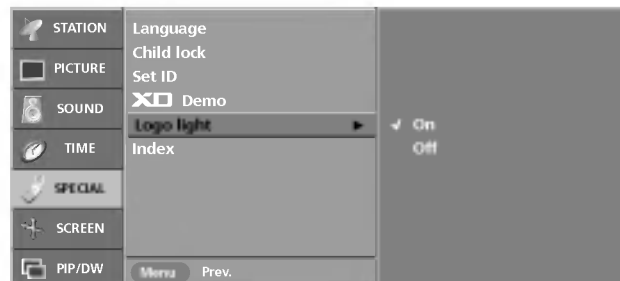 STATION
PICTURE
SOUND
TIME
SPECIAL
SCREEN
PIP/DW
Language
Child lock
Set ID
XD Demo
Logo light
Index
Menu Prev.
On
Off